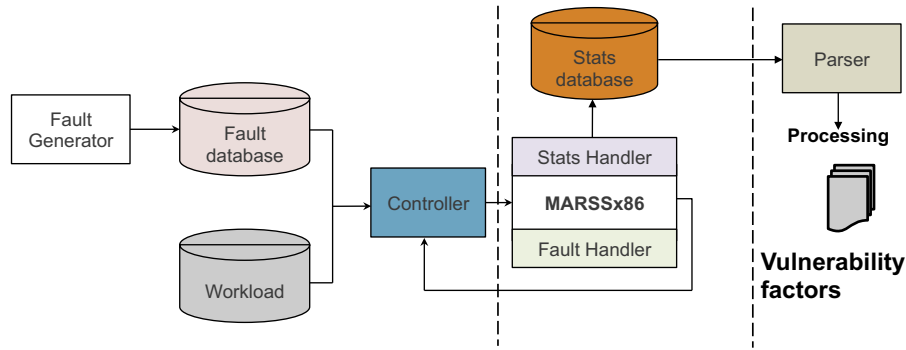 Fault
Generator
Fault
database
Workload
Controller
Stats
database
Stats Handler
MARSSx86
Fault Handler
Parser
Processing
Vulnerability
factors